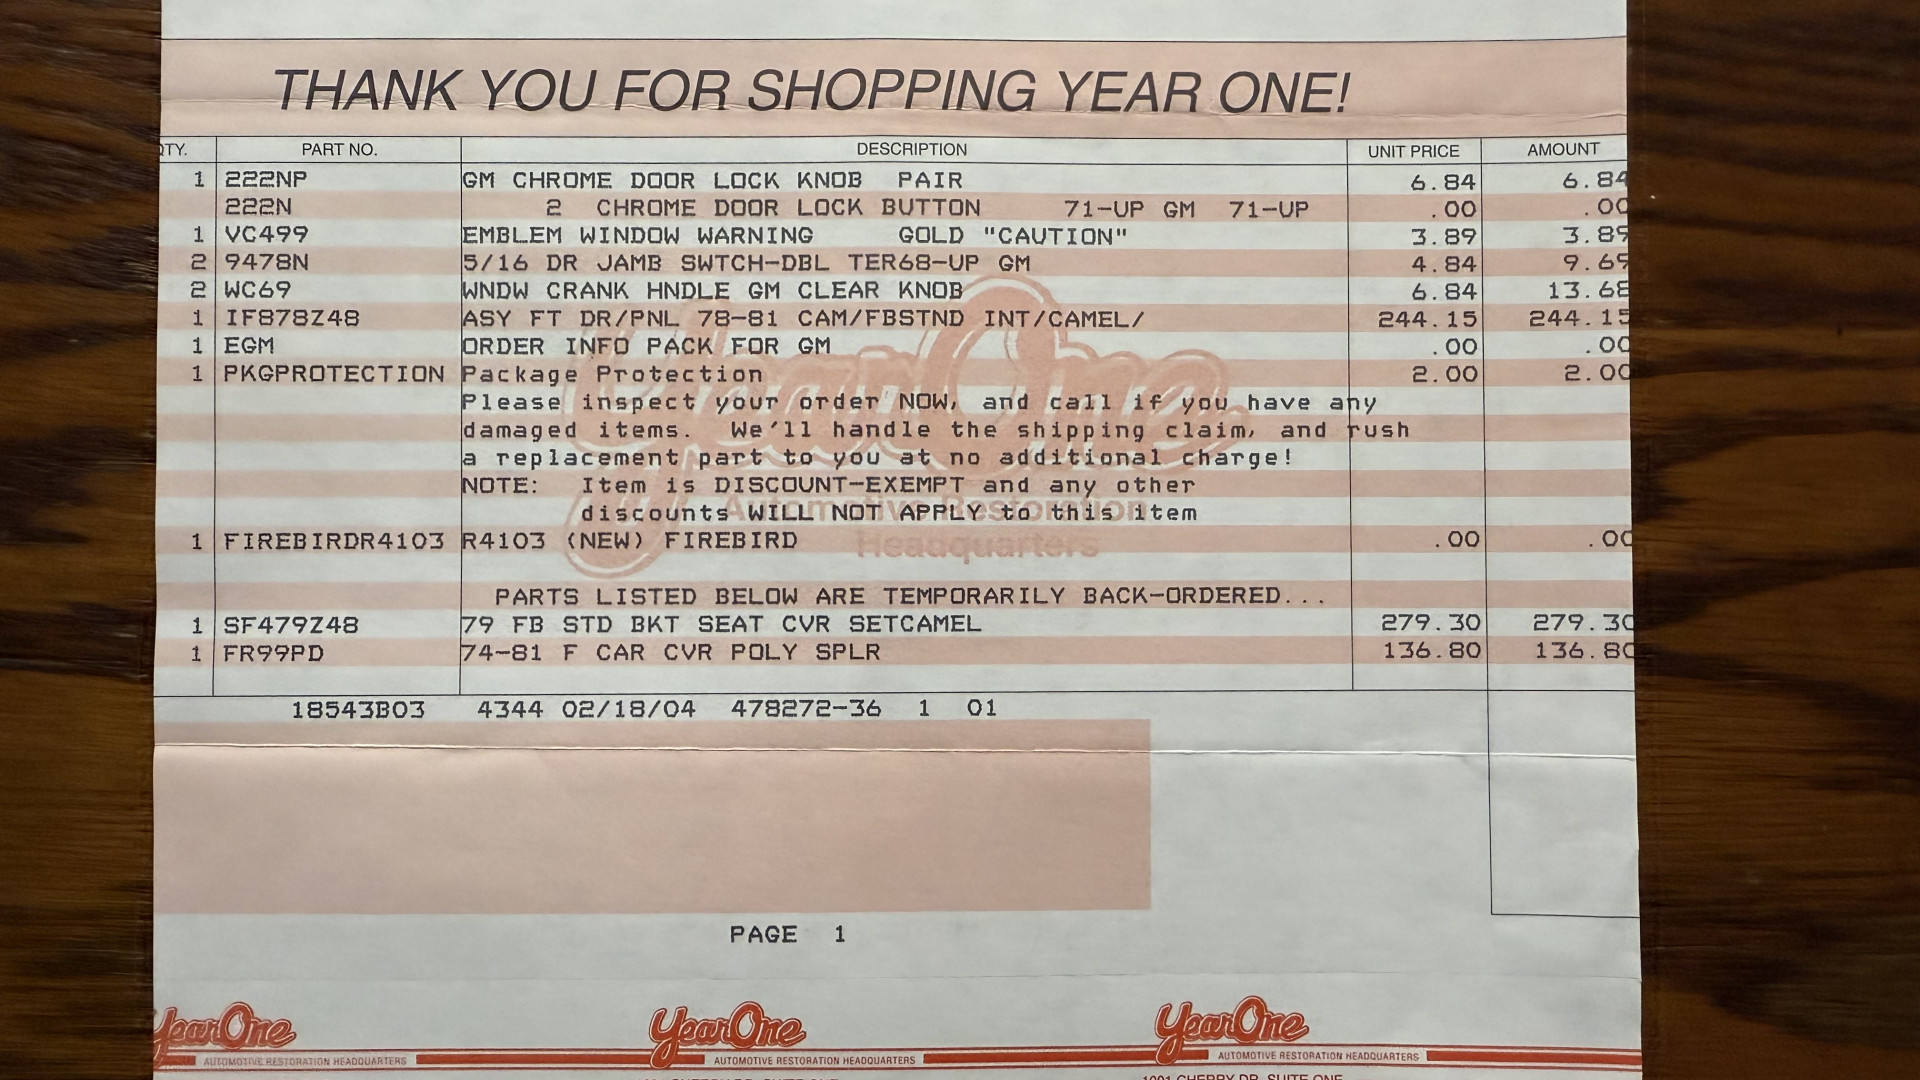 THANK YOU FOR SHOPPING YEAR ONE!
QTY. PART NO. DESCRIPTION UNIT PRICE AMOUNT
1 222NP GM CHROME DOOR LOCK KNOB PAIR 6.84 6.84
222N 2 CHROME DOOR LOCK BUTTON 71-UP GM 71-UP .00 .00
1 VC499 EMBLEM WINDOW WARNING GOLD "CAUTION" 3.89 3.89
2 9478N 5/16 DR JAMB SWTCH-DBL TER68-UP GM 4.84 9.69
2 WC69 WNDW CRANK HNDLE GM CLEAR KNOB 6.84 13.68
1 IF878Z48 ASY FT DR/PNL 78-81 CAM/FBSTND INT/CAMEL/ 244.15 244.15
1 EGM ORDER INFO PACK FOR GM .00 .00
1 PKGPROTECTION Package Protection 2.00 2.00
Please inspect your order NOW, and call if you have any
damaged items. We'll handle the shipping claim, and rush
a replacement part to you at no additional charge!
NOTE: Item is DISCOUNT-EXEMPT and any other
discounts WILL NOT APPLY to this item
1 FIREBIRDR4103 R4103 (NEW) FIREBIRD .00 .00
PARTS LISTED BELOW ARE TEMPORARILY BACK-ORDERED...
1 SF479Z48 79 FB STD BKT SEAT CVR SETCAMEL 279.30 279.30
1 FR99PD 74-81 F CAR CVR POLY SPLR 136.80 136.80
Year One
Automotive Restoration
Headquarters
18543B03 4344 02/18/04 478272-36 1 01
PAGE 1
YearOne YearOne YearOne
AUTOMOTIVE RESTORATION HEADQUARTERS AUTOMOTIVE RESTORATION HEADQUARTERS AUTOMOTIVE RESTORATION HEADQUARTERS
1001 CHERRY DR. SUITE ONE